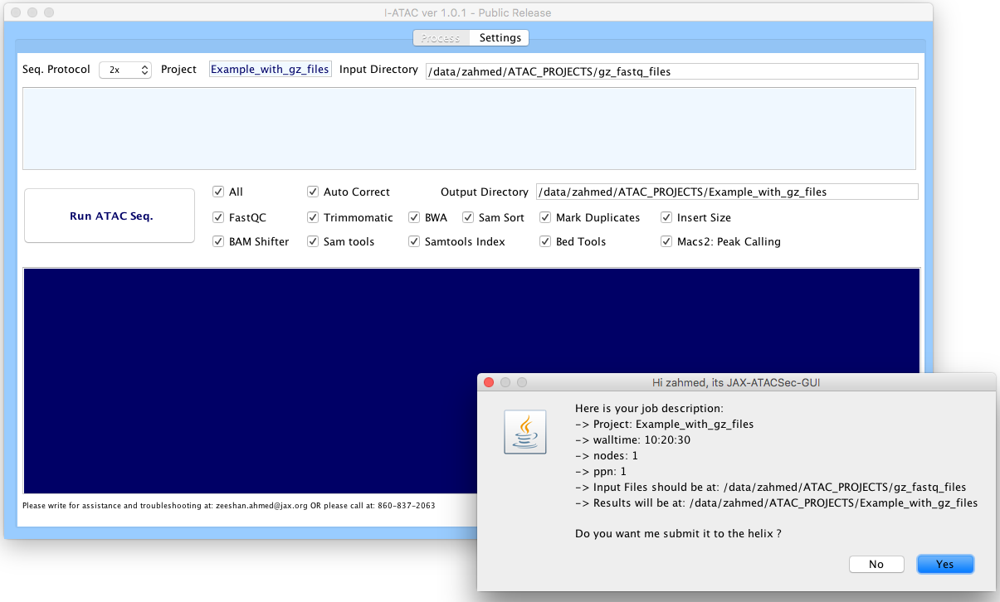 I-ATAC ver 1.0.1 - Public Release
Process Settings
Seq. Protocol 2x Project Example_with_gz_files Input Directory /data/zahmed/ATAC_PROJECTS/gz_fastq_files
All Auto Correct Output Directory /data/zahmed/ATAC_PROJECTS/Example_with_gz_files
Run ATAC Seq.
FastQC Trimmomatic BWA Sam Sort Mark Duplicates Insert Size
BAM Shifter Sam tools Samtools Index Bed Tools Macs2: Peak Calling
Please write for assistance and troubleshooting at: zeeshan.ahmed@jax.org OR please call at: 860-837-2063
Hi zahmed, its JAX-ATACSec-GUI
Here is your job description:
-> Project: Example_with_gz_files
-> walltime: 10:20:30
-> nodes: 1
-> ppn: 1
-> Input Files should be at: /data/zahmed/ATAC_PROJECTS/gz_fastq_files
-> Results will be at: /data/zahmed/ATAC_PROJECTS/Example_with_gz_files
Do you want me submit it to the helix ?
No Yes